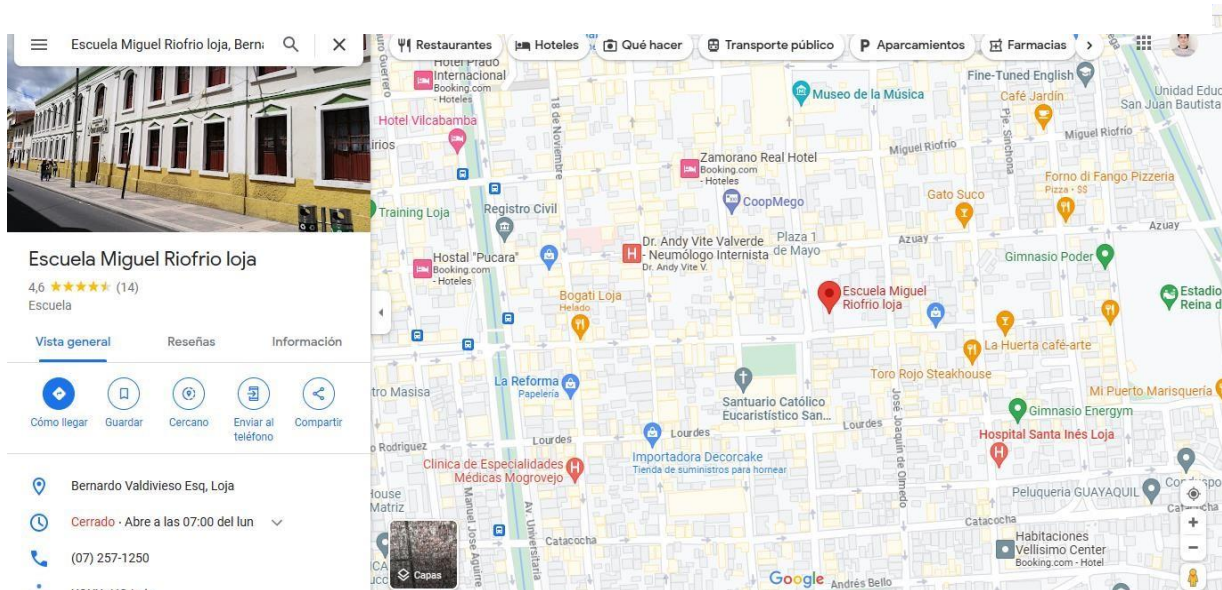 Escuela Miguel Riofrio loja, Berna
Restaurantes
Hoteles
Qué hacer
Transporte público
Aparcamientos
Farmacias
Escuela Miguel Riofrio loja
4,6
(14)
Escuela
Vista general
Reseñas
Información
Cómo llegar
Guardar
Cercano
Enviar al
teléfono
Compartir
Bernardo Valdivieso Esq, Loja
Cerrado · Abre a las 07:00 del lun
(07) 257-1250
Hotel Prado
Internacional
Booking.com
- Hoteles
Hotel Vilcabamba
18 de Noviembre
Museo de la Música
Fine-Tuned English
Unidad Educ
San Juan Bautista
Café Jardín
Pje. Sinchona
Miguel Riofrio
Miguel Riofrio
Zamorano Real Hotel
Booking.com
- Hoteles
CoopMego
Forno di Fango Pizzeria
Pizza · $$
Gato Suco
Training Loja
Registro Civil
Plaza 1
de Mayo
Azuay
Azuay
Dr. Andy Vite Valverde
- Neumólogo Internista
Dr. Andy Vite V.
Hostal "Pucara"
Booking.com
- Hoteles
Gimnasio Poder
Escuela Miguel
Riofrio loja
Estadio
Reina d
Bogati Loja
Helado
La Huerta café-arte
Toro Rojo Steakhouse
La Reforma
Papelería
tro Masisa
Santuario Católico
Eucaristístico San...
Mi Puerto Marisquería
Gimnasio Energym
José Joaquín de Olmedo
Lourdes
Lourdes
Lourdes
o Rodriguez
Importadora Decorcake
Tienda de suministros para hornear
Hospital Santa Inés Loja
Clinica de Especialidades
Médicas Mogrovejo
House
Matriz
Manuel Jose Aguirre
Av. Universitaria
Peluqueria GUAYAQUIL
Catacocha
Catacocha
Habitaciones
Vellisimo Center
Booking.com - Hotel
Capas
Google
Andrés Bello